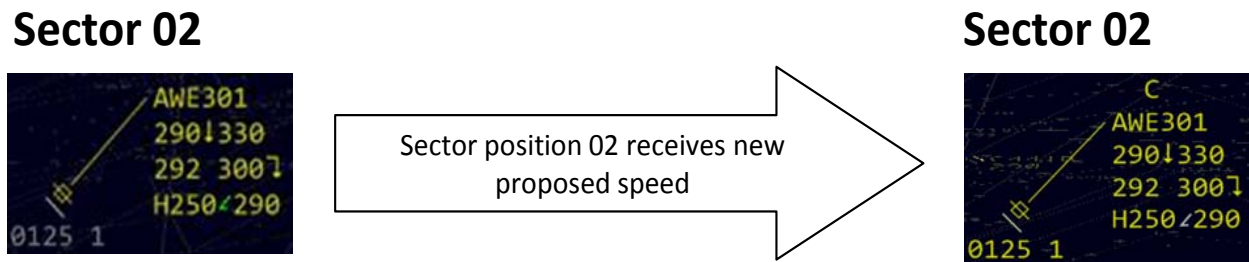 Sector 02
AWE301
290↓330
292 300↴
H250∠290
0125 1
Sector position 02 receives new
proposed speed
Sector 02
C
AWE301
290↓330
292 300↴
H250∠290
0125 1